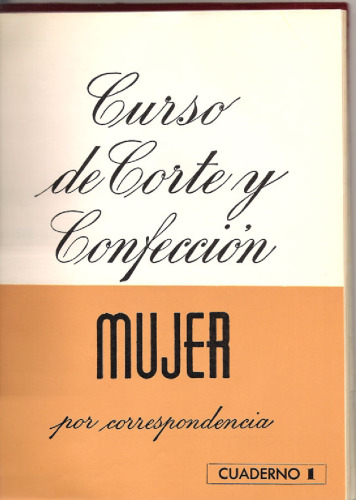 Curso
de Corte y
Confección
MUJER
por correspondencia
CUADERNO 1